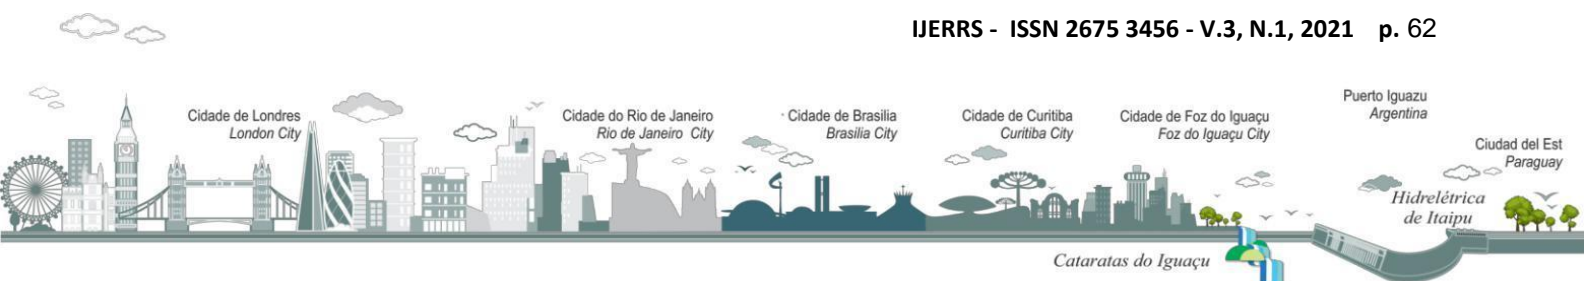 IJERRS - ISSN 2675 3456 - V.3, N.1, 2021 p. 62
Cidade de Londres
London City
Cidade do Rio de Janeiro
Rio de Janeiro City
Cidade de Brasilia
Brasilia City
Cidade de Curitiba
Curitiba City
Cidade de Foz do Iguaçu
Foz do Iguaçu City
Puerto Iguazu
Argentina
Ciudad del Est
Paraguay
Hidrelétrica
de Itaipu
Cataratas do Iguaçu